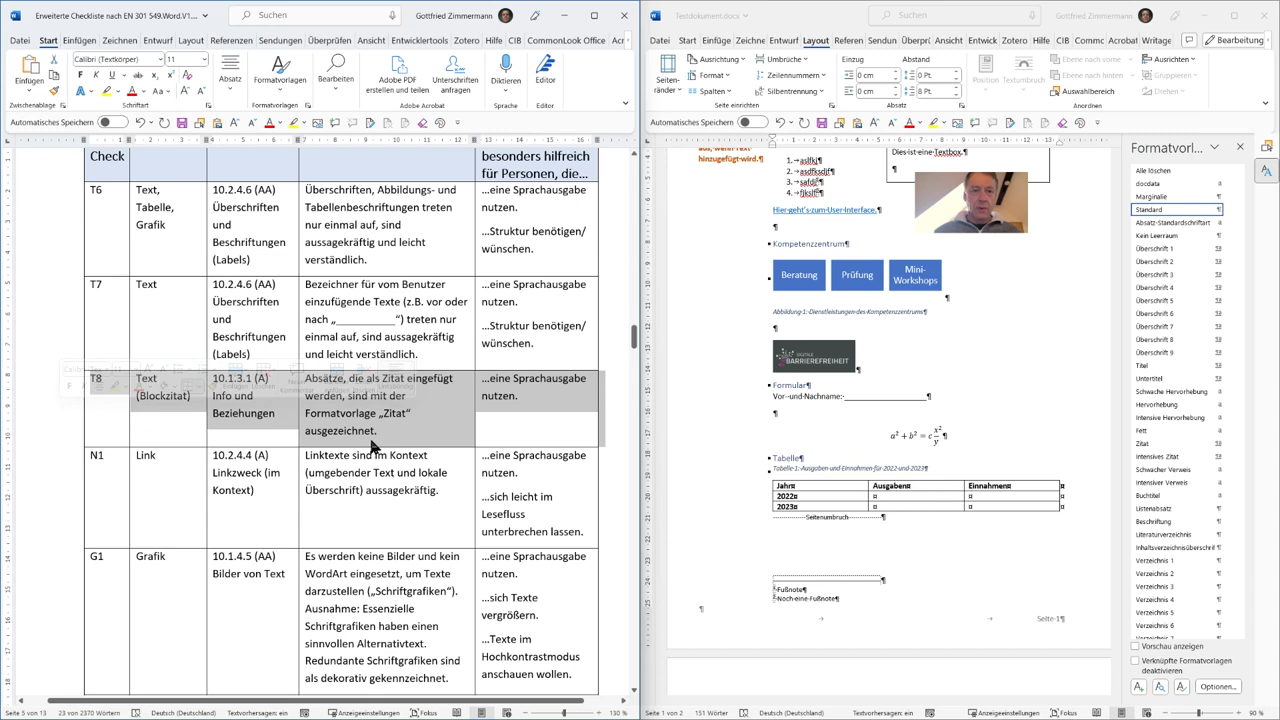 Erweiterte Checkliste nach EN 301 549.Word.V1...
Suchen
Gottfried Zimmermann
Datei Start Einfügen Zeichnen Entwurf Layout Referenzen Sendungen Überprüfen Ansicht Entwicklertools Zotero Hilfe CIB CommonLook Office
Calibri (Textkörper) 11
Einfügen
Absatz
Formatvorlagen
Bearbeitung
Adobe PDF
erstellen und teilen
Unterschriften
anfragen
Diktieren
Editor
Zwischenablage
Schriftart
Formatvorlagen
Adobe Acrobat
Sprache
Editor
Automatisches Speichern
Check
besonders hilfreich
für Personen, die...
T6
Text,
Tabelle,
Grafik
10.2.4.6 (AA)
Überschriften
und
Beschriftungen
(Labels)
Überschriften, Abbildungs- und
Tabellenbeschriftungen treten
nur einmal auf, sind
aussagekräftig und leicht
verständlich.
...eine Sprachausgabe
nutzen.
...Struktur benötigen/
wünschen.
T7
10.2.4.6 (AA)
Überschriften
und
Beschriftungen
(Labels)
Bezeichner für vom Benutzer
einzufügende Texte (z.B. vor oder
nach „__________“) treten nur
einmal auf, sind aussagekräftig
und leicht verständlich.
...eine Sprachausgabe
nutzen.
...Struktur benötigen/
wünschen.
T8
Text
(Blockzitat)
10.1.3.1 (A)
Info und
Beziehungen
Absätze, die als Zitat eingefügt
werden, sind mit der
Formatvorlage „Zitat“
ausgezeichnet.
...eine Sprachausgabe
nutzen.
N1
Link
10.2.4.4 (A)
Linkzweck (im
Kontext)
Linktexte sind im Kontext
(umgebender Text und lokale
Überschrift) aussagekräftig.
...eine Sprachausgabe
nutzen.
...sich leicht im
Lesefluss
unterbrechen lassen.
G1
Grafik
10.1.4.5 (AA)
Bilder von Text
Es werden keine Bilder und kein
WordArt eingesetzt, um Texte
darzustellen („Schriftgrafiken“).
Ausnahme: Essenzielle
Schriftgrafiken haben einen
sinnvollen Alternativtext.
Redundante Schriftgrafiken sind
als dekorativ gekennzeichnet.
...eine Sprachausgabe
nutzen.
...sich Texte
vergrößern.
...Texte im
Hochkontrastmodus
anschauen wollen.
Seite 5 von 13 23 von 2370 Wörtern Deutsch (Deutschland) Textvorhersagen: ein Anzeigeeinstellungen Fokus 130 %
Testdokument.docx
Suchen
Gottfried Zimmermann
Datei Start Einfüge Zeichne Entwurf Layout Referen Sendun Überpr Ansicht Entwic Zotero Hilfe CIB Commc Acrobat Writage Bearbeitung
Seiten-
ränder
Ausrichtung
Format
Spalten
Umbrüche
Zeilennummern
Silbentrennung
Einzug
0 cm
0 cm
Abstand
0 Pt.
8 Pt.
Position
Textumbruch
Ebene nach vorne
Ebene nach hinten
Auswahlbereich
Ausrichten
Gruppieren
Drehen
Seite einrichten
Absatz
Anordnen
Automatisches Speichern
aus, wenn Text
hinzugefügt wird.¶
1. aslfkj¶
2. asdfksdjf¶
3. safdjf¶
4. fjkslf¶
Dies·ist·eine·Textbox.¶
Hier·geht's·zum·User·Interface.¶
Kompetenzzentrum¶
Beratung
Prüfung
Mini-
Workshops
Abbildung·1:·Dienstleistungen·des·Kompetenzzentrums¶
DIGITALE
BARRIEREFREIHEIT
Formular¶
Vor-·und·Nachname:·____________________¶
a² + b² = c x²/y
Tabelle¶
Tabelle·1:·Ausgaben·und·Einnahmen·für·2022·und·2023¶
Jahr¤ Ausgaben¤ Einnahmen¤
2022¤
2023¤
Seitenumbruch
Fußnote¶
Noch·eine·Fußnote¶
Seite·1¶
Formatvorl...
Alle löschen
docdata
Marginalie
Standard
Absatz-Standardschriftart
Kein Leerraum
Überschrift 1
Überschrift 2
Überschrift 3
Überschrift 4
Überschrift 5
Überschrift 6
Überschrift 7
Überschrift 8
Überschrift 9
Titel
Untertitel
Schwache Hervorhebung
Hervorhebung
Intensive Hervorhebung
Fett
Zitat
Intensives Zitat
Schwacher Verweis
Intensiver Verweis
Buchtitel
Listenabsatz
Beschriftung
Literaturverzeichnis
Inhaltsverzeichnisüberschrif
Verzeichnis 1
Verzeichnis 2
Verzeichnis 3
Verzeichnis 4
Verzeichnis 5
Verzeichnis 6
Vorschau anzeigen
Verknüpfte Formatvorlagen
deaktivieren
Optionen...
Seite 1 von 2 151 Wörter Deutsch (Deutschland) Textvorhersagen: ein Anzeigeeinstellungen Fokus 90 %